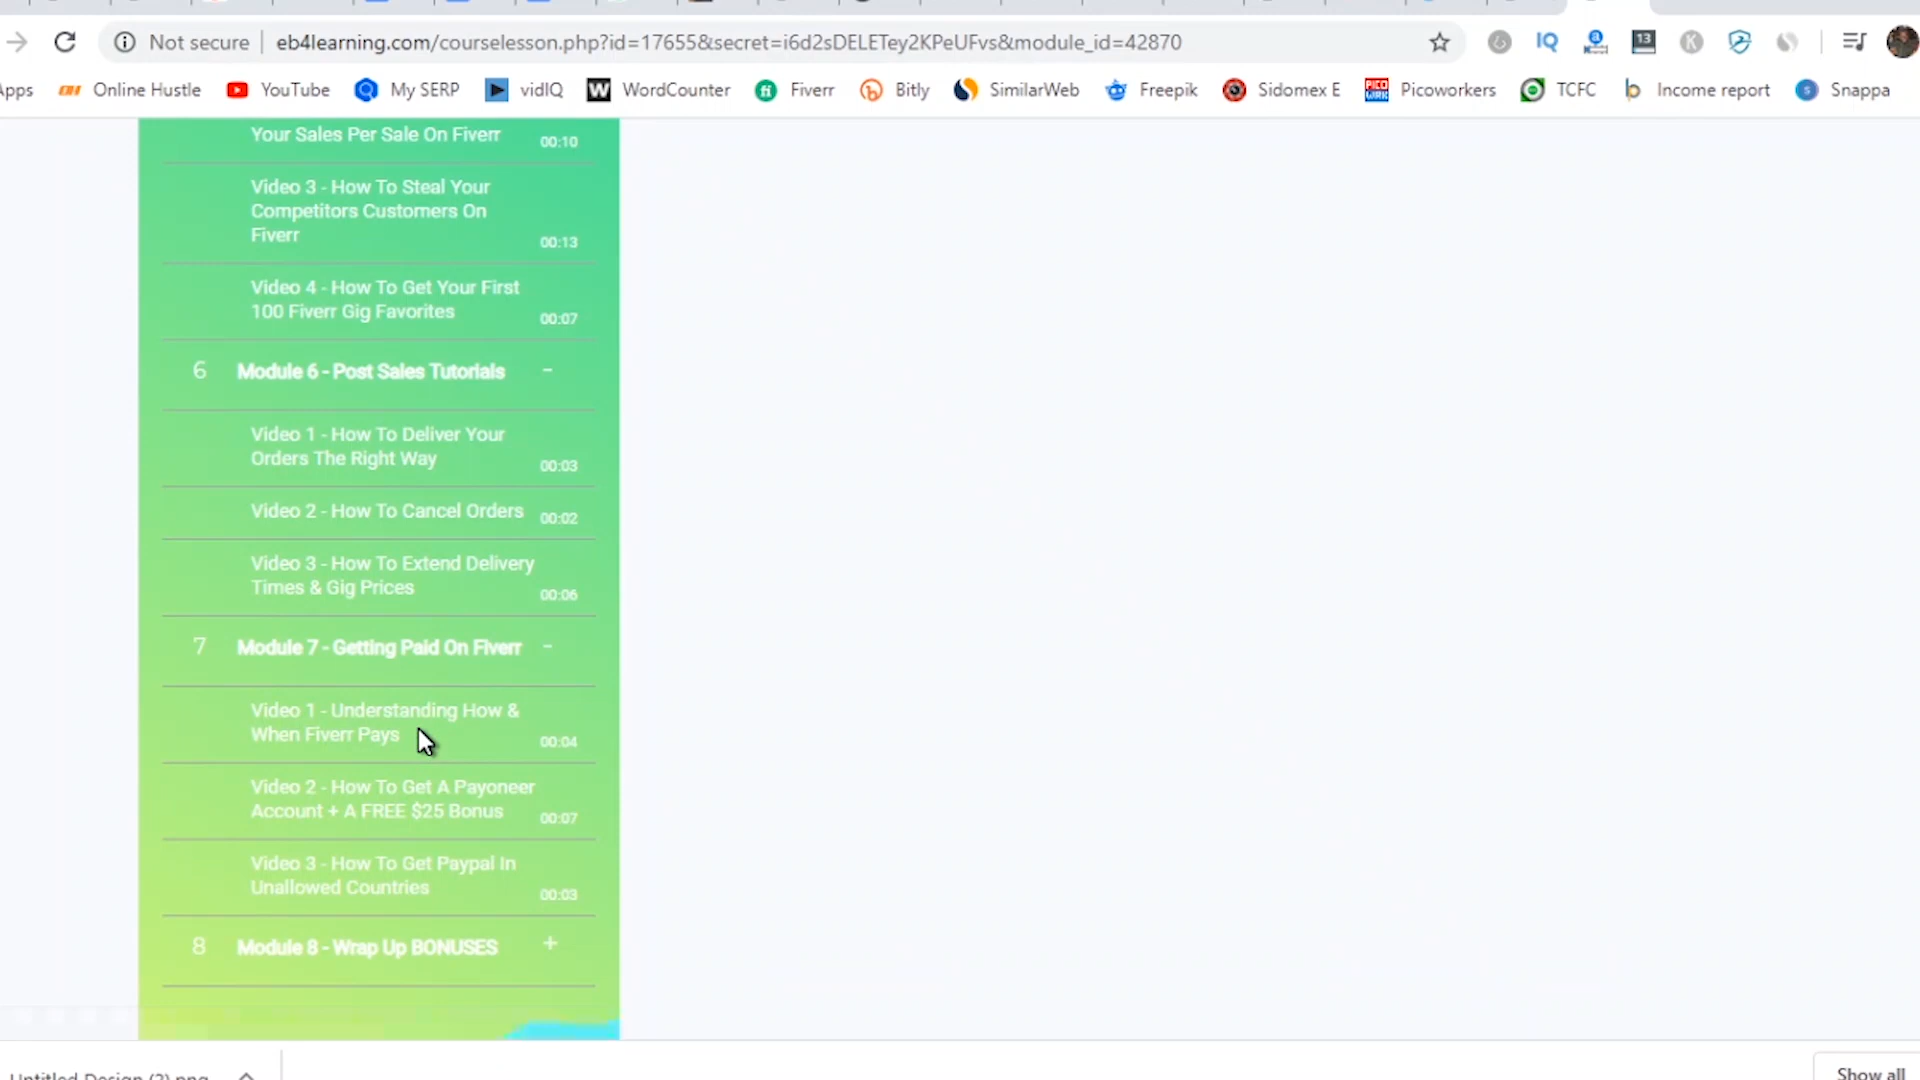 Not secure
eb4learning.com/courselesson.php?id=17655&secret=i6d2sDELETey2KPeUFvs&module_id=42870
IQ
13
K
Online Hustle
YouTube
My SERP
vidIQ
W
WordCounter
fi
Fiverr
Bitly
SimilarWeb
Freepik
Sidomex E
Picoworkers
TCFC
Income report
Snappa
Your Sales Per Sale On Fiverr
00:10
Video 3 - How To Steal Your
Competitors Customers On
Fiverr
00:13
Video 4 - How To Get Your First
100 Fiverr Gig Favorites
00:07
6 Module 6 - Post Sales Tutorials -
Video 1 - How To Deliver Your
Orders The Right Way
00:03
Video 2 - How To Cancel Orders
00:02
Video 3 - How To Extend Delivery
Times & Gig Prices
00:06
7 Module 7 - Getting Paid On Fiverr -
Video 1 - Understanding How &
When Fiverr Pays
00:04
Video 2 - How To Get A Payoneer
Account + A FREE $25 Bonus
00:07
Video 3 - How To Get Paypal In
Unallowed Countries
00:03
8 Module 8 - Wrap Up BONUSES +
Untitled Design (2).png
Show all